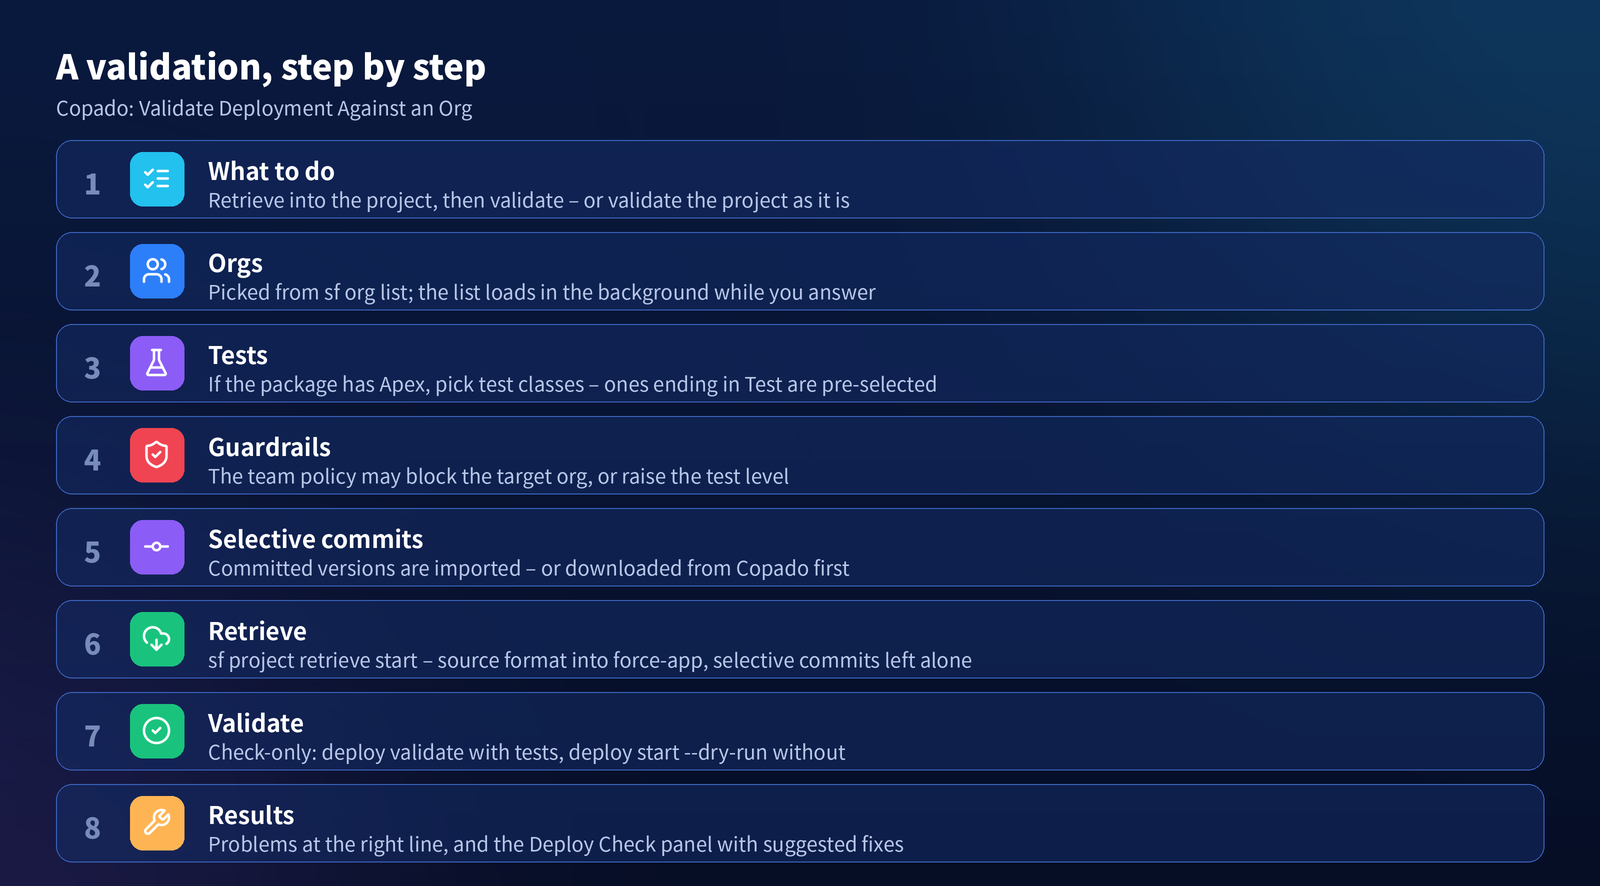 A validation, step by step
Copado: Validate Deployment Against an Org
1
What to do
Retrieve into the project, then validate – or validate the project as it is
2
Orgs
Picked from sf org list; the list loads in the background while you answer
3
Tests
If the package has Apex, pick test classes – ones ending in Test are pre-selected
4
Guardrails
The team policy may block the target org, or raise the test level
5
Selective commits
Committed versions are imported – or downloaded from Copado first
6
Retrieve
sf project retrieve start – source format into force-app, selective commits left alone
7
Validate
Check-only: deploy validate with tests, deploy start --dry-run without
8
Results
Problems at the right line, and the Deploy Check panel with suggested fixes